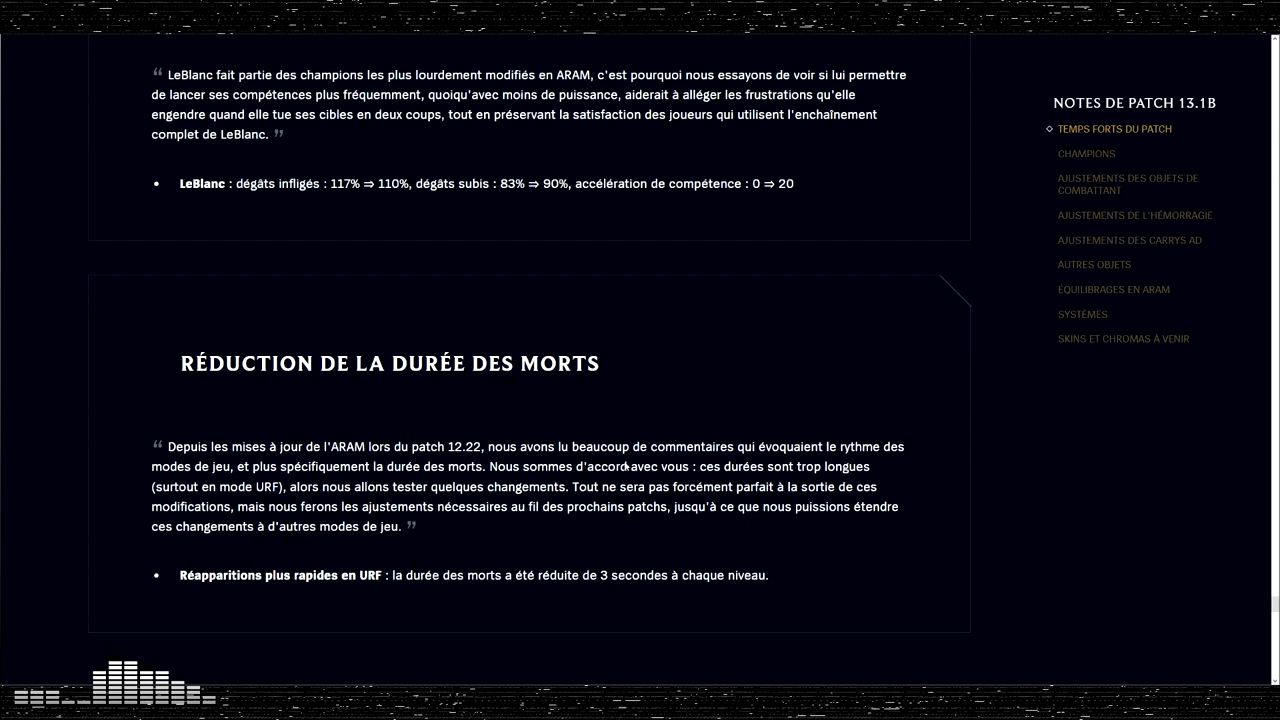 “ LeBlanc fait partie des champions les plus lourdement modifiés en ARAM, c'est pourquoi nous essayons de voir si lui permettre
de lancer ses compétences plus fréquemment, quoiqu'avec moins de puissance, aiderait à alléger les frustrations qu'elle
engendre quand elle tue ses cibles en deux coups, tout en préservant la satisfaction des joueurs qui utilisent l'enchaînement
complet de LeBlanc. ”
• LeBlanc : dégâts infligés : 117% ⇒ 110%, dégâts subis : 83% ⇒ 90%, accélération de compétence : 0 ⇒ 20
RÉDUCTION DE LA DURÉE DES MORTS
“ Depuis les mises à jour de l'ARAM lors du patch 12.22, nous avons lu beaucoup de commentaires qui évoquaient le rythme des
modes de jeu, et plus spécifiquement la durée des morts. Nous sommes d'accord avec vous : ces durées sont trop longues
(surtout en mode URF), alors nous allons tester quelques changements. Tout ne sera pas forcément parfait à la sortie de ces
modifications, mais nous ferons les ajustements nécessaires au fil des prochains patchs, jusqu'à ce que nous puissions étendre
ces changements à d'autres modes de jeu. ”
• Réapparitions plus rapides en URF : la durée des morts a été réduite de 3 secondes à chaque niveau.
NOTES DE PATCH 13.1B
TEMPS FORTS DU PATCH
CHAMPIONS
AJUSTEMENTS DES OBJETS DE
COMBATTANT
AJUSTEMENTS DE L'HÉMORRAGIE
AJUSTEMENTS DES CARRYS AD
AUTRES OBJETS
ÉQUILIBRAGES EN ARAM
SYSTÈMES
SKINS ET CHROMAS À VENIR